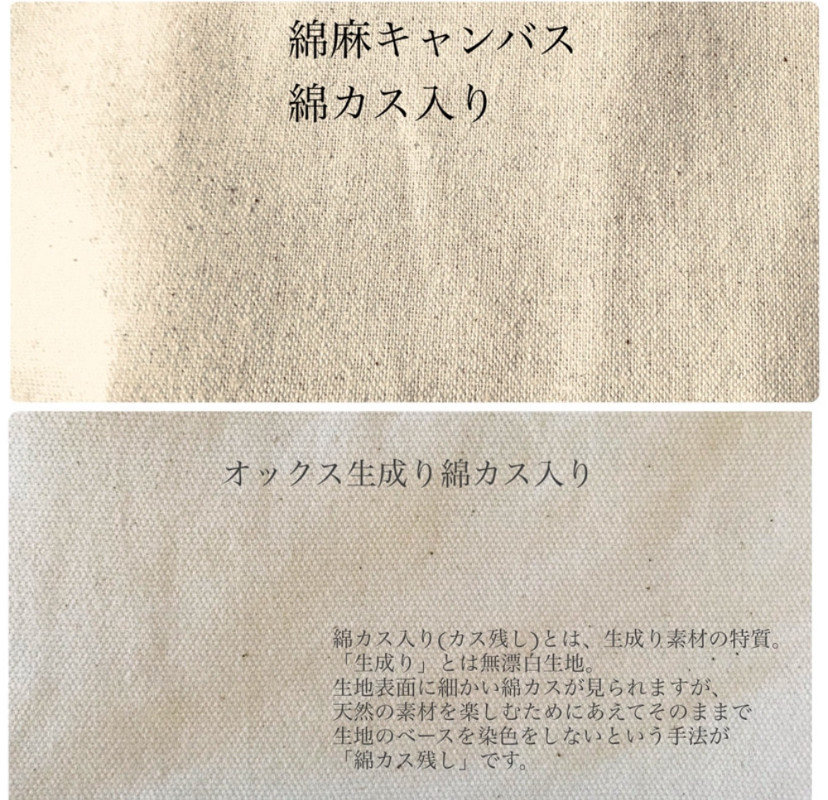 綿麻キャンバス
綿カス入り
オックス生成り綿カス入り
綿カス入り(カス残し)とは、生成り素材の特質。
「生成り」とは無漂白生地。
生地表面に細かい綿カスが見られますが、
天然の素材を楽しむためにあえてそのままで
生地のベースを染色をしないという手法が
「綿カス残し」です。